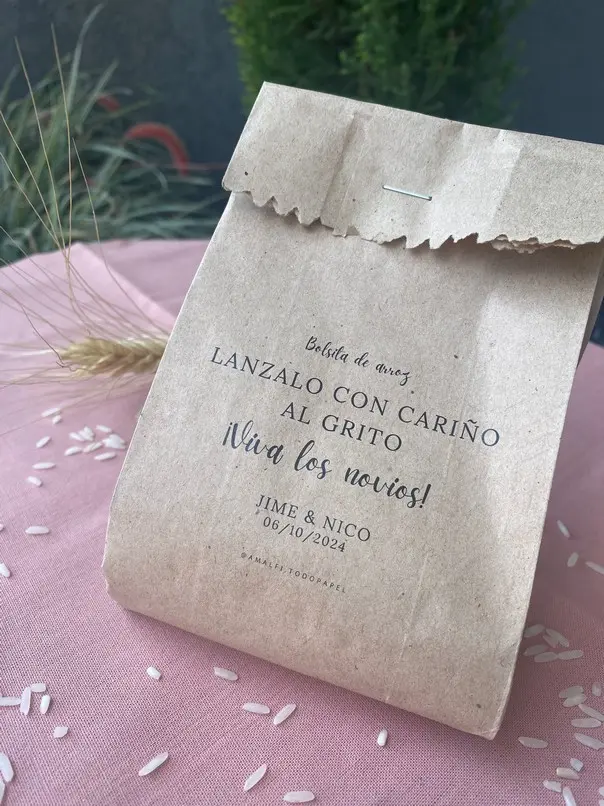 Bolsita de arroz
LANZALO CON CARIÑO
AL GRITO
¡Viva los novios!
JIME & NICO
06/10/2024
@AMALFI.TODOPAPEL